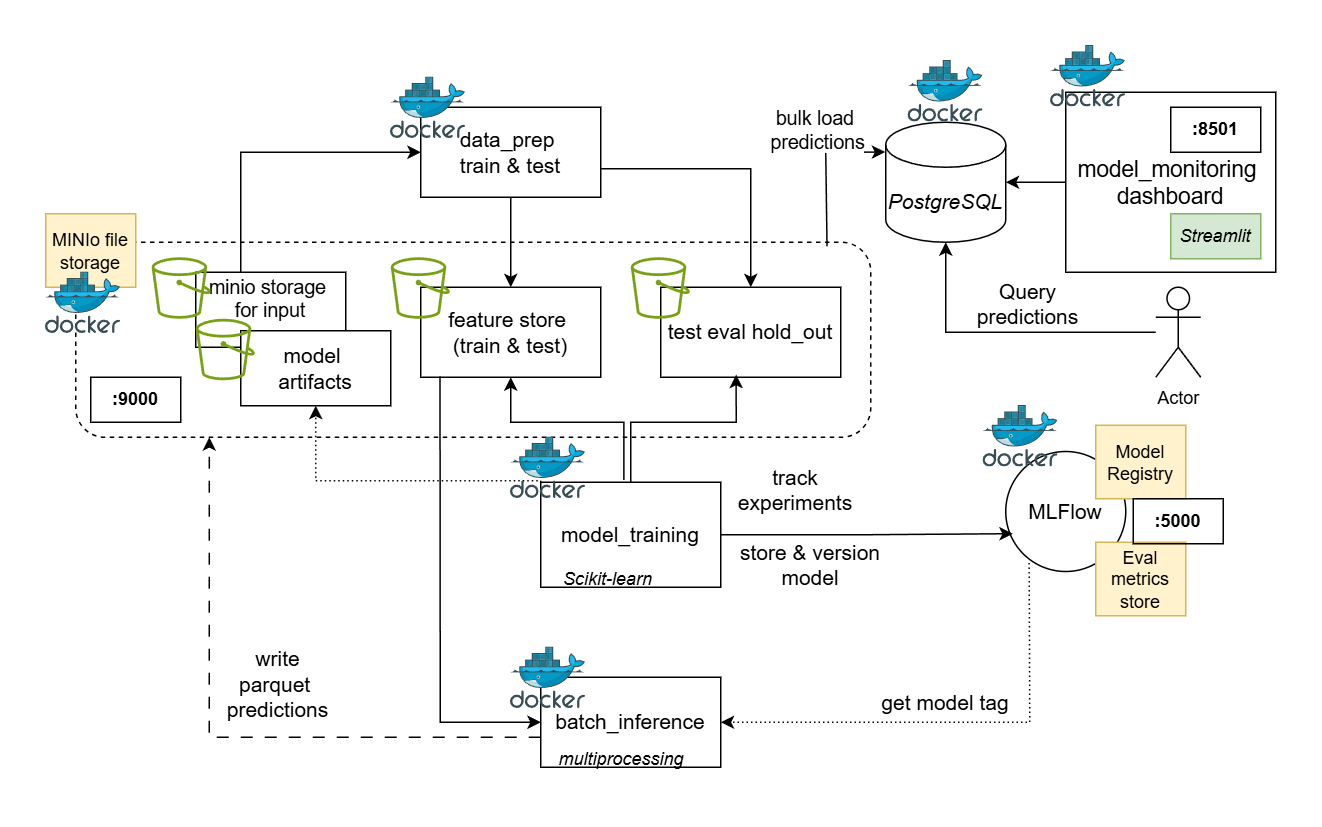 docker
data_prep
train & test
bulk load
predictions
docker
PostgreSQL
docker
:8501
model_monitoring
dashboard
Streamlit
MINIo file
storage
docker
minio storage
for input
model
artifacts
:9000
feature store
(train & test)
test eval hold_out
Query
predictions
Actor
docker
model_training
Scikit-learn
track
experiments
store & version
model
docker
MLFlow
Model
Registry
:5000
Eval
metrics
store
write
parquet
predictions
docker
batch_inference
multiprocessing
get model tag